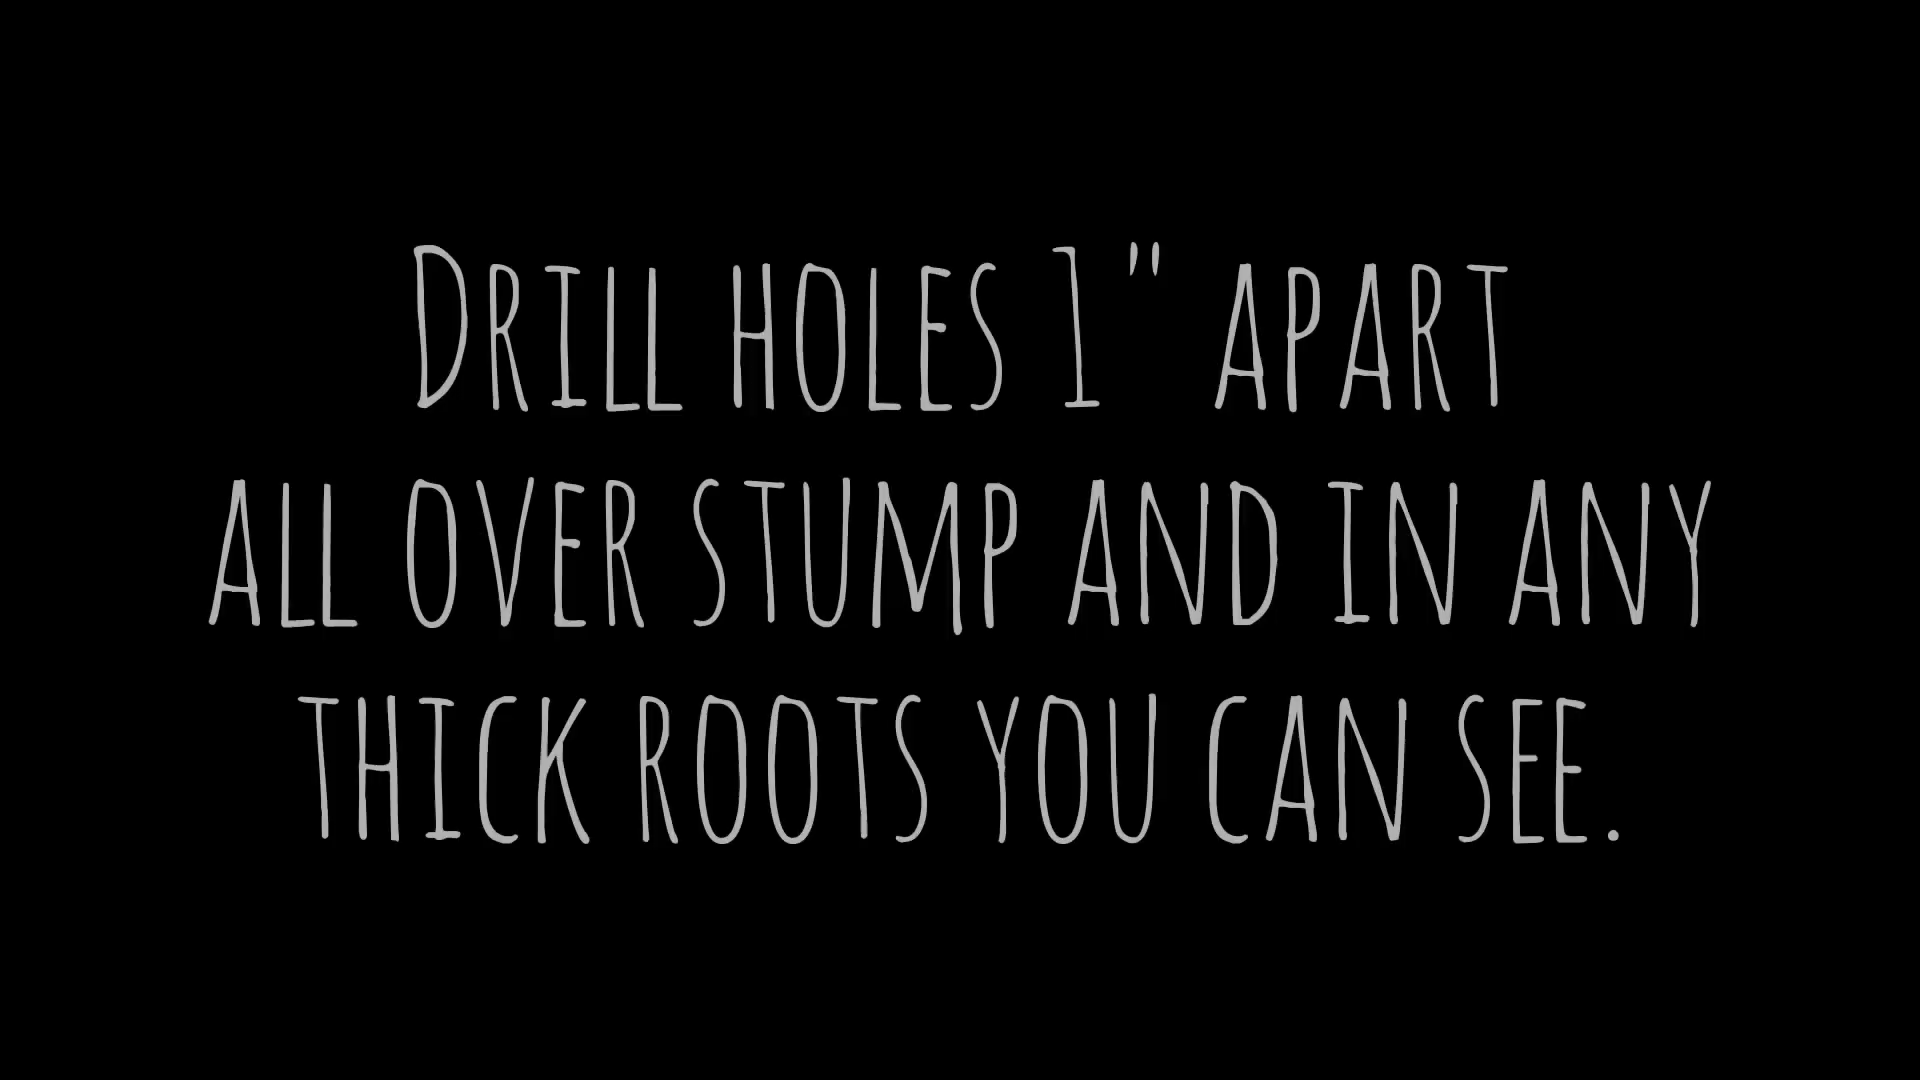 Drill holes 1" apart
all over stump and in any
thick roots you can see.